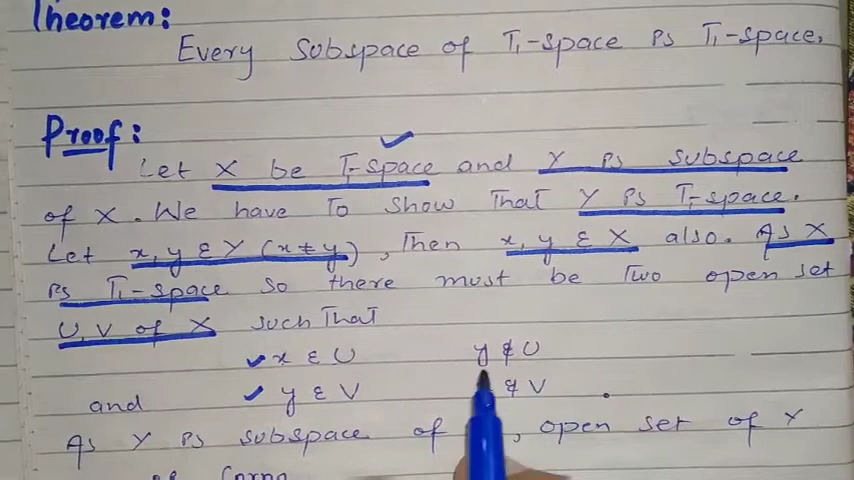 Theorem:
Every subspace of T₁-space is T₁-space.
Proof:
Let X be T₁-space and Y is subspace
of X. We have to show that Y is T₁-space.
Let x, y ∈ Y (x ≠ y), Then x, y ∈ X also. As X
is T₁-space so there must be two open set
U, V of X such that
x ∈ U y ∉ U
and y ∈ V ∉ V
As Y is subspace of , open set of Y
of form